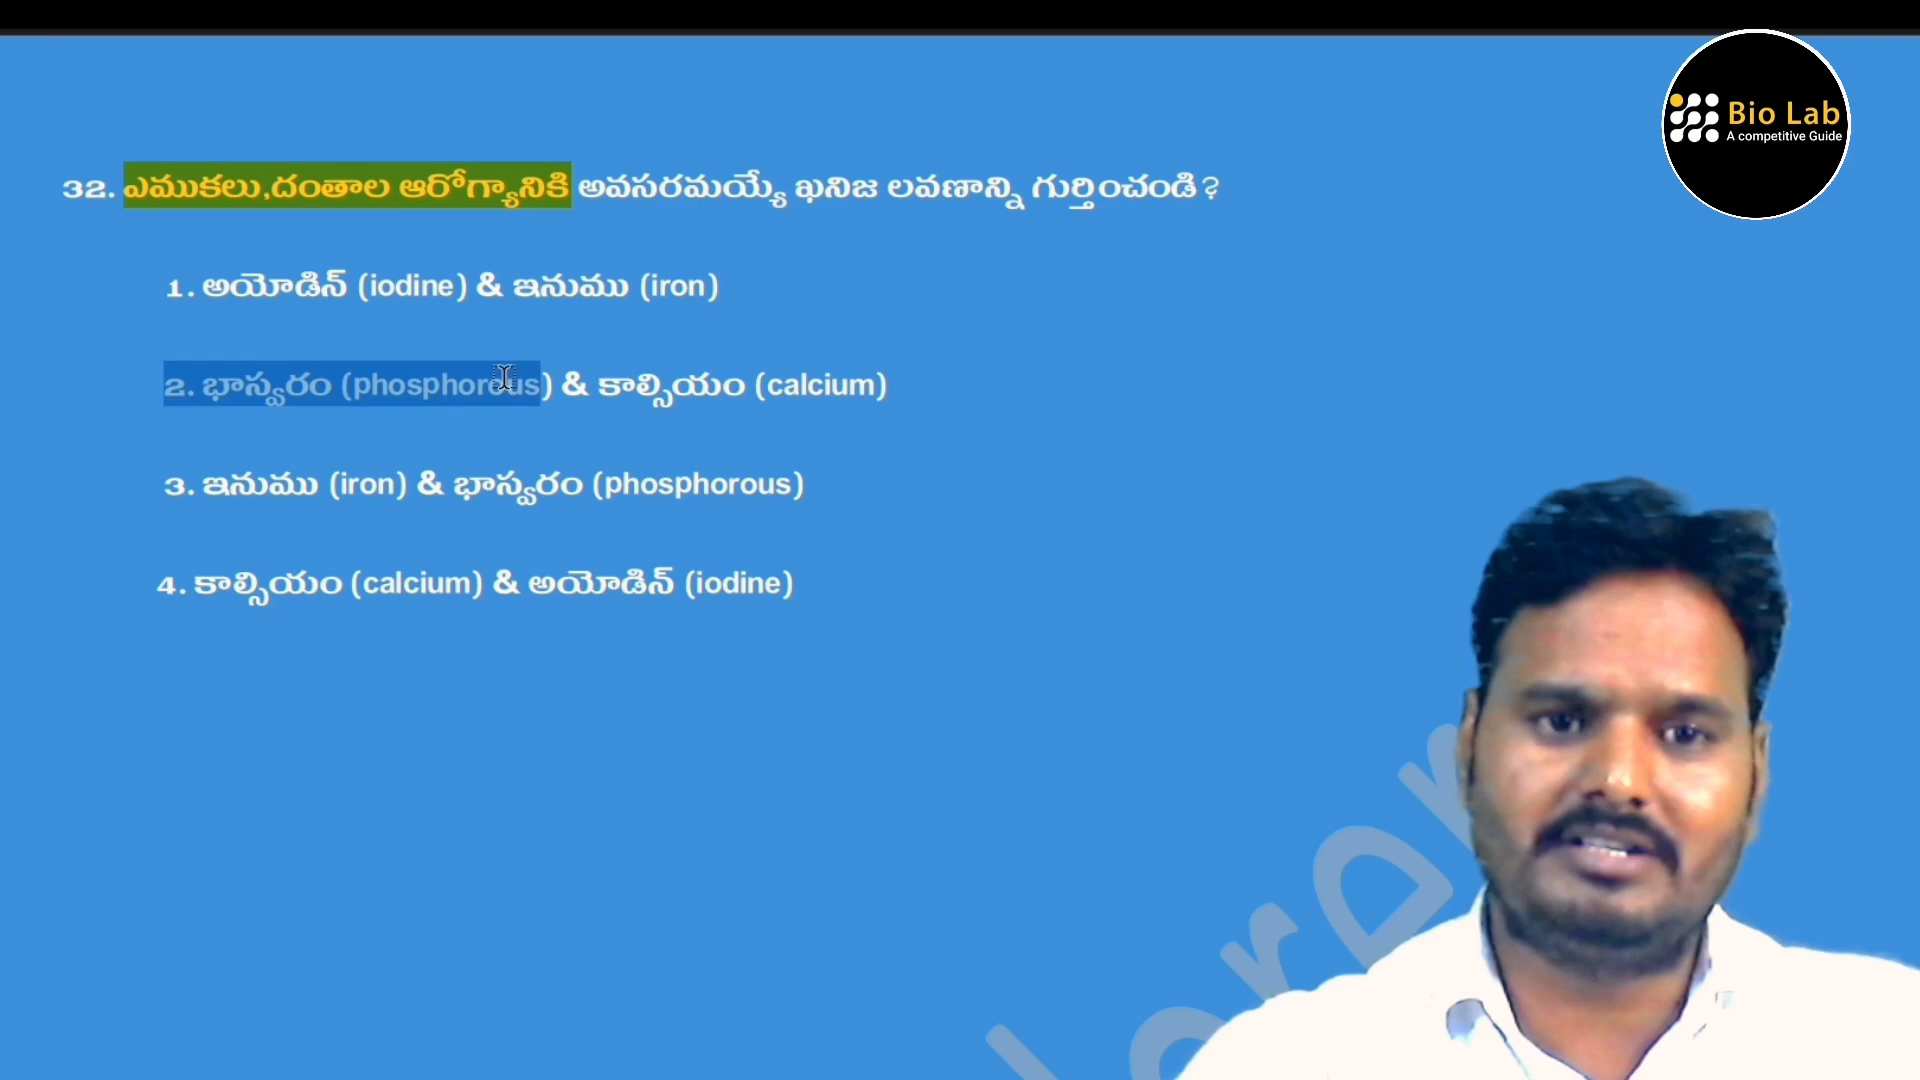 Bio Lab
A competitive Guide
32. ఎముకలు,దంతాల ఆరోగ్యానికి అవసరమయ్యే ఖనిజ లవణాన్ని గుర్తించండి?
1. అయోడిన్ (iodine) & ఇనుము (iron)
2. భాస్వరం (phosphorous) & కాల్సియం (calcium)
3. ఇనుము (iron) & భాస్వరం (phosphorous)
4. కాల్సియం (calcium) & అయోడిన్ (iodine)